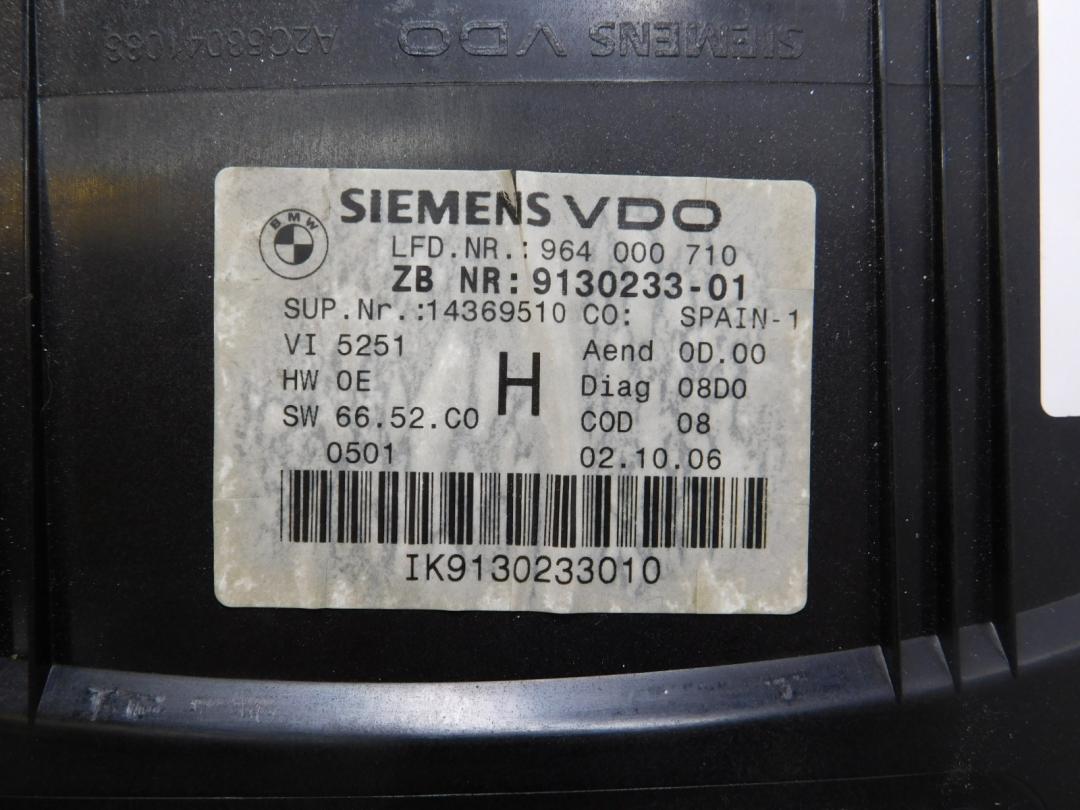 SIEMENS VDO A2C53041083
SIEMENS VDO
BMW
LFD.NR.: 964 000 710
ZB NR: 9130233-01
SUP.Nr.:14369510 CO: SPAIN-1
VI 5251 Aend 0D.00
HW 0E H Diag 08D0
SW 66.52.C0 COD 08
0501 02.10.06
IK9130233010